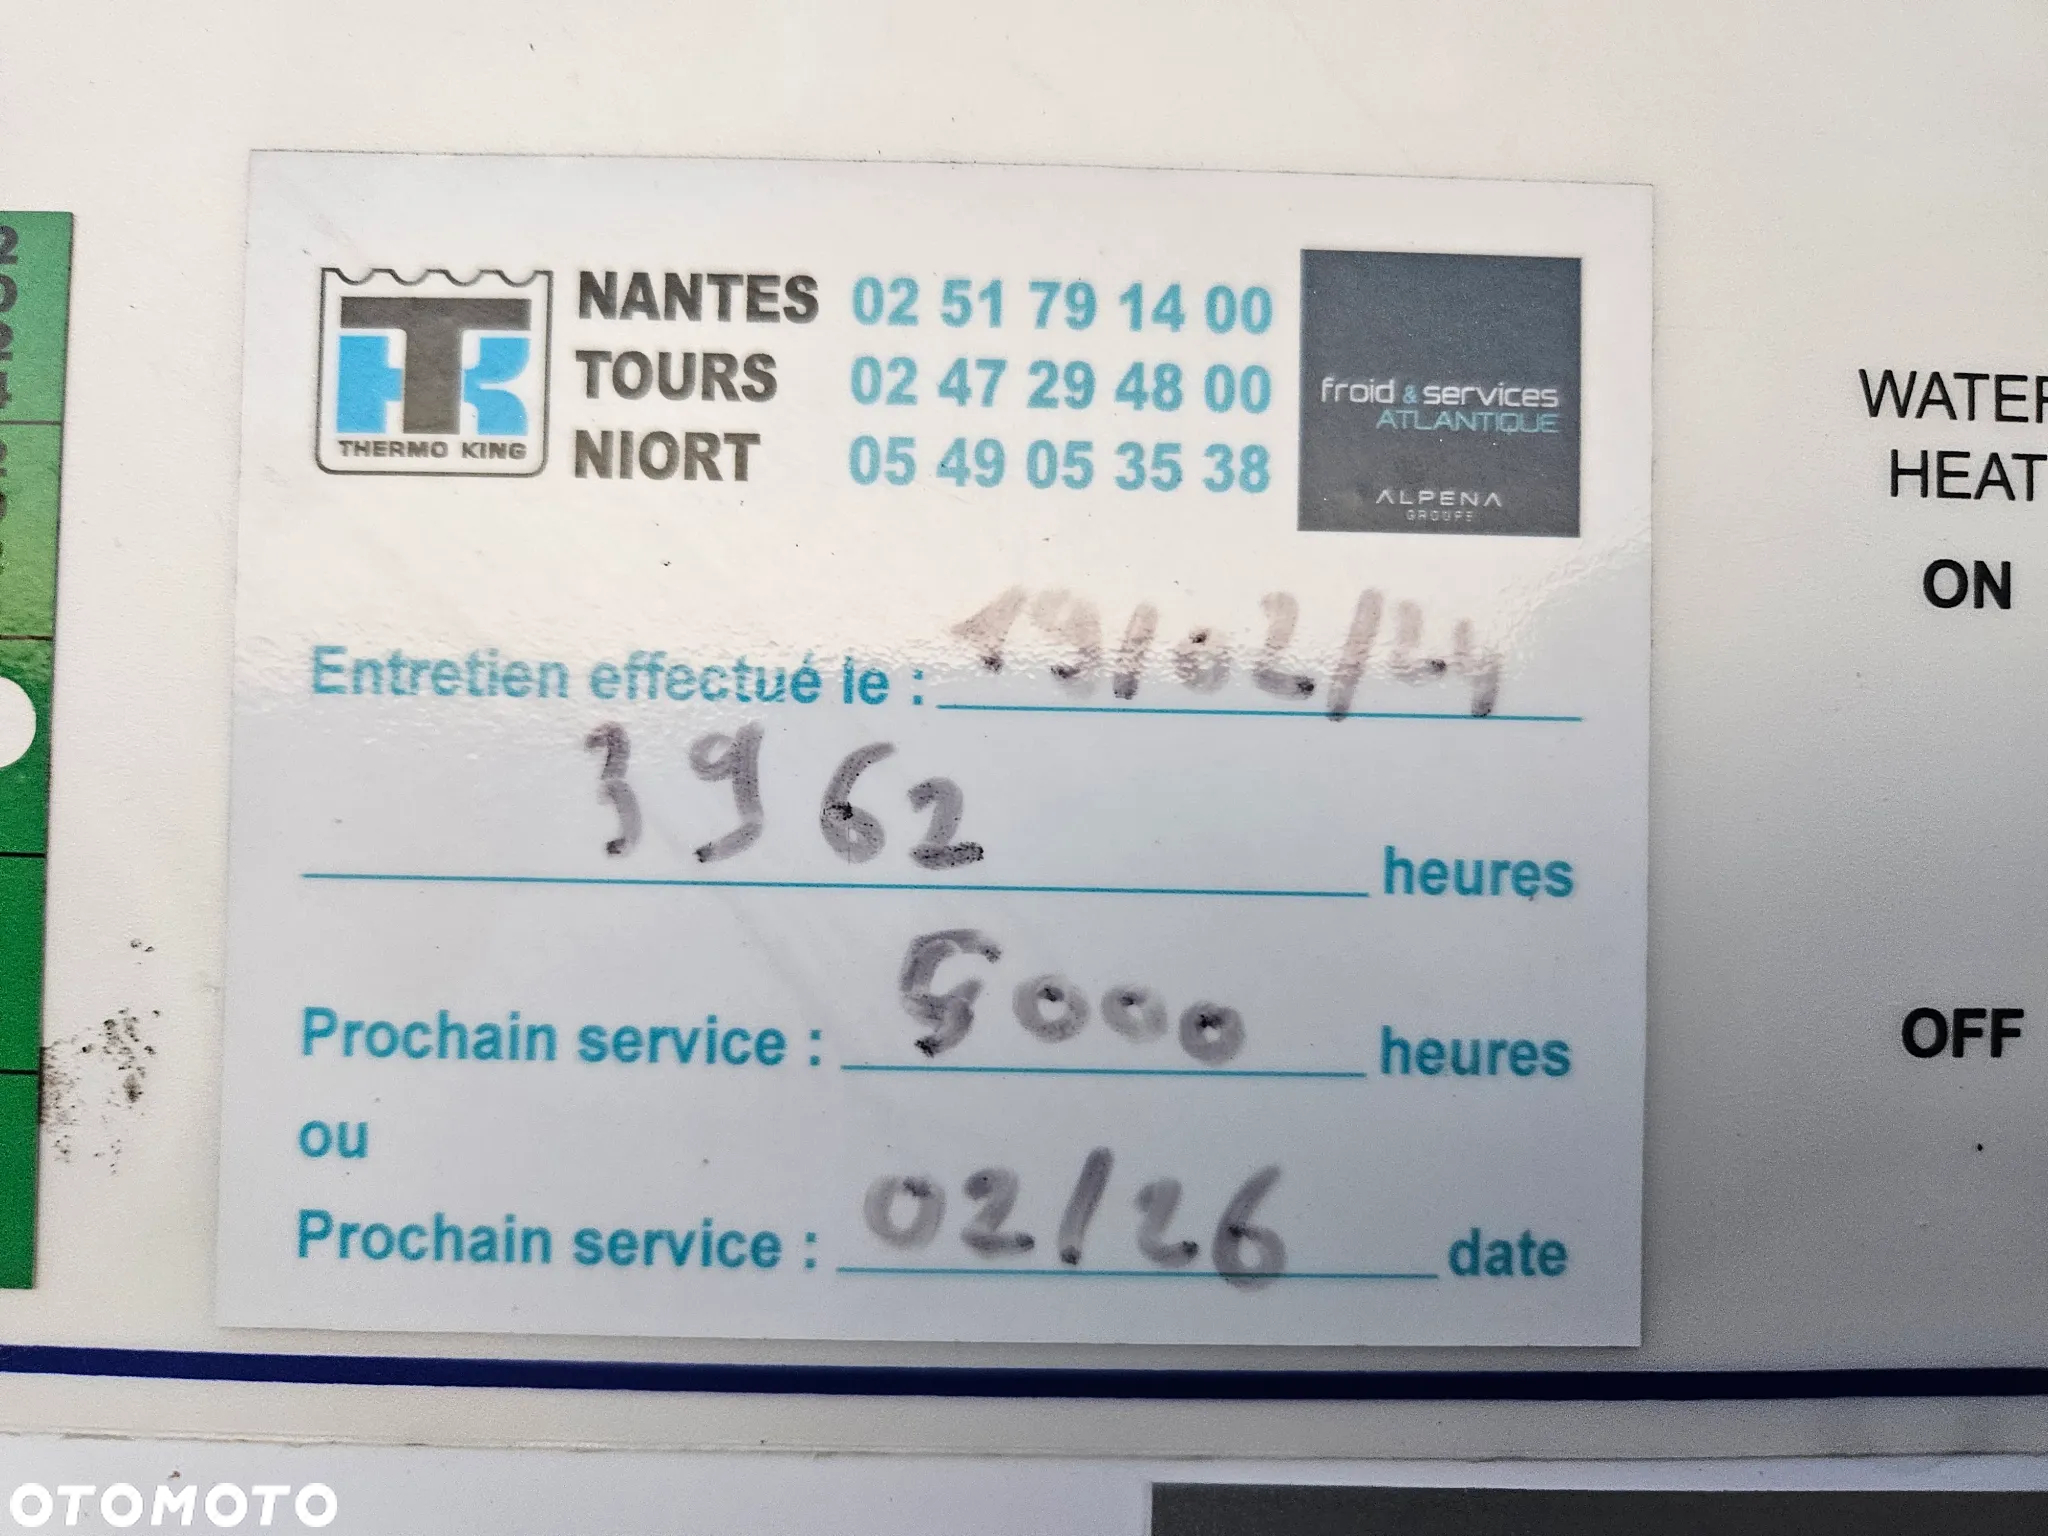 THERMO KING
NANTES 02 51 79 14 00
TOURS 02 47 29 48 00
NIORT 05 49 05 35 38
froid & services
ATLANTIQUE
ALPENA
GROUPE
Entretien effectué le : 19/02/24
3962 heures
Prochain service : 5000 heures
ou
Prochain service : 02/26 date
WATER
HEAT
ON
OFF
OTOMOTO